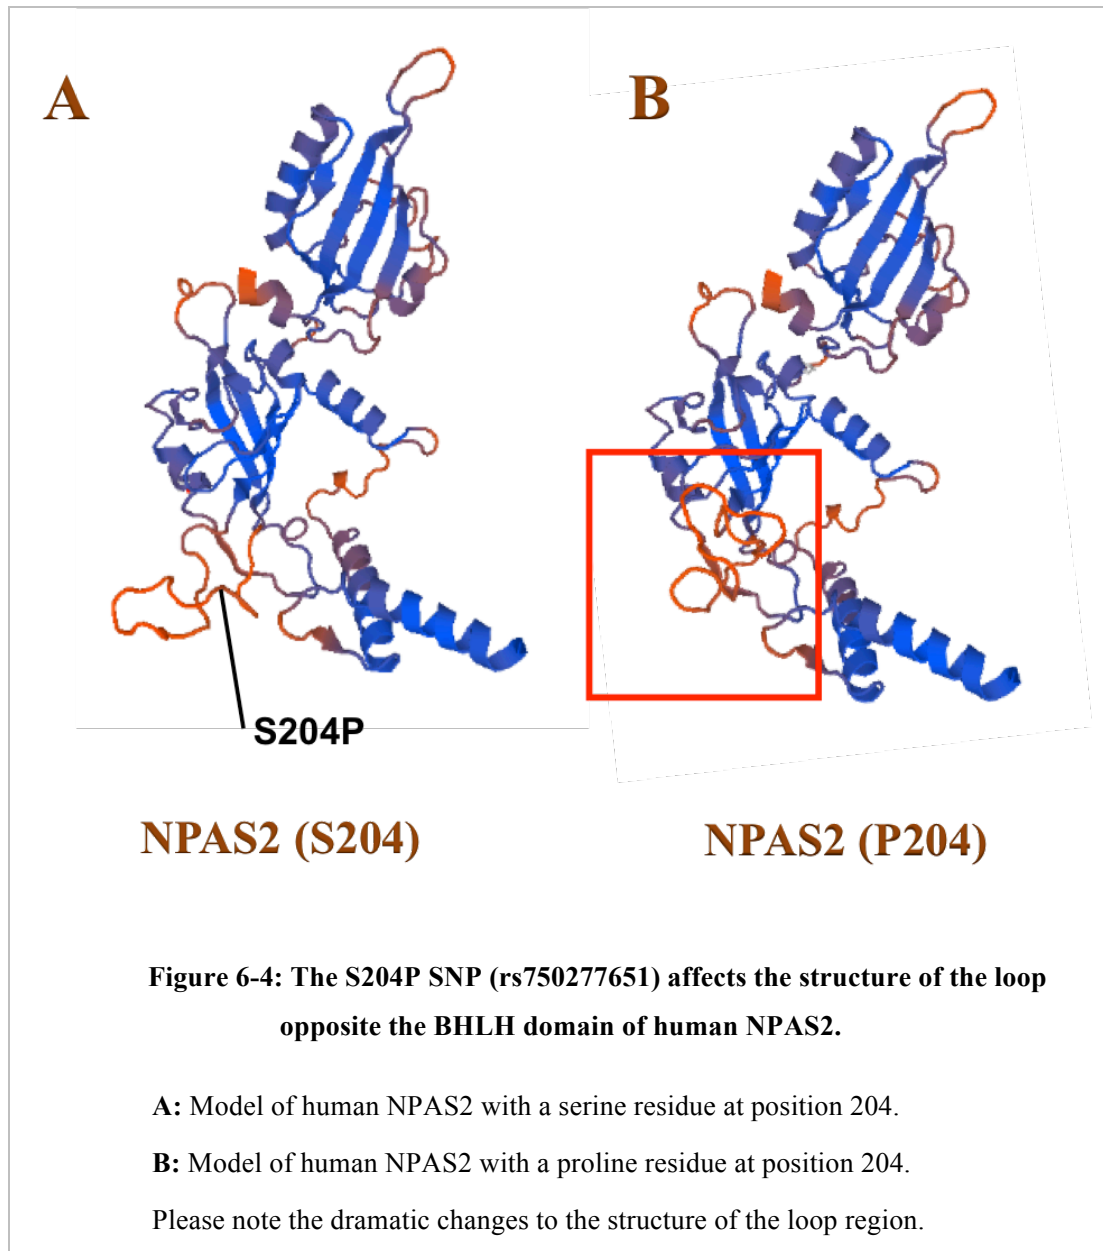 A
B
S204P
NPAS2 (S204)
NPAS2 (P204)
Figure 6-4: The S204P SNP (rs750277651) affects the structure of the loop
opposite the BHLH domain of human NPAS2.
A: Model of human NPAS2 with a serine residue at position 204.
B: Model of human NPAS2 with a proline residue at position 204.
Please note the dramatic changes to the structure of the loop region.